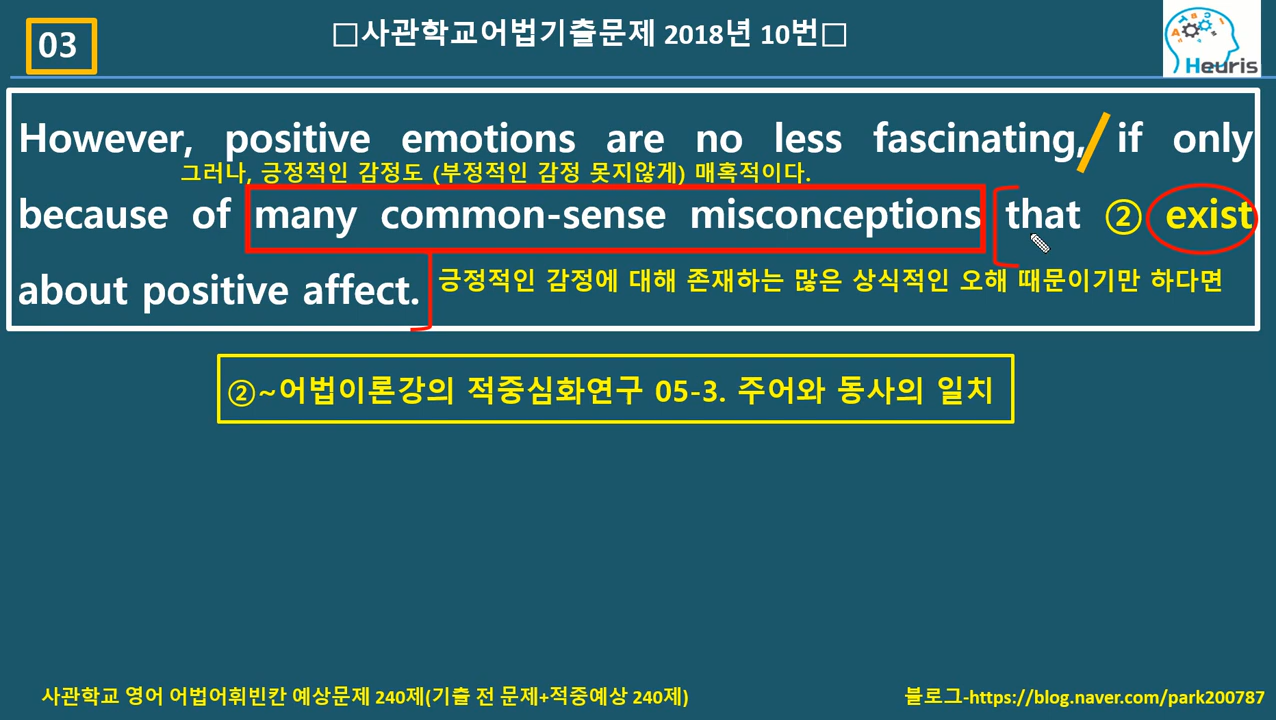 03
□사관학교어법기출문제 2018년 10번□
Heuris
However, positive emotions are no less fascinating,/ if only
그러나, 긍정적인 감정도 (부정적인 감정 못지않게) 매혹적이다.
because of many common-sense misconceptions that ② exist
about positive affect.
긍정적인 감정에 대해 존재하는 많은 상식적인 오해 때문이기만 하다면
②~어법이론강의 적중심화연구 05-3. 주어와 동사의 일치
사관학교 영어 어법어휘빈칸 예상문제 240제(기출 전 문제+적중예상 240제)
블로그-https://blog.naver.com/park200787